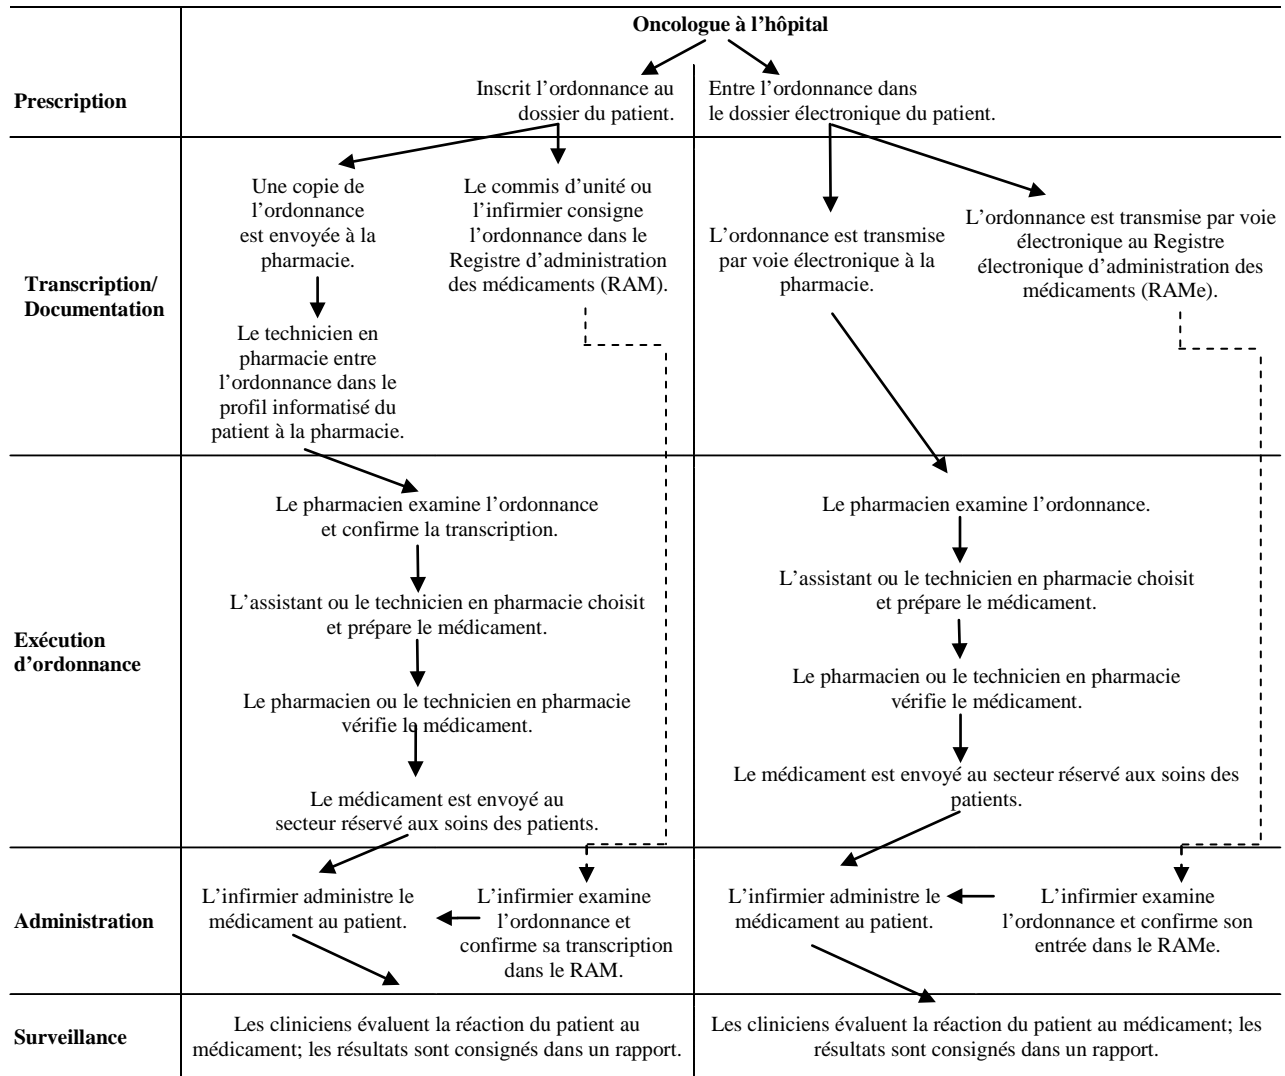 Oncologue à l’hôpital
Prescription
Inscrit l’ordonnance au
dossier du patient.
Entre l’ordonnance dans
le dossier électronique du patient.
Transcription/
Documentation
Une copie de
l’ordonnance
est envoyée à la
pharmacie.
Le commis d’unité ou
l’infirmier consigne
l’ordonnance dans le
Registre d’administration
des médicaments (RAM).
Le technicien en
pharmacie entre
l’ordonnance dans le
profil informatisé du
patient à la pharmacie.
L’ordonnance est transmise
par voie électronique à la
pharmacie.
L’ordonnance est transmise par voie
électronique au Registre
électronique d’administration des
médicaments (RAMe).
Exécution
d’ordonnance
Le pharmacien examine l’ordonnance
et confirme la transcription.
L’assistant ou le technicien en pharmacie choisit
et prépare le médicament.
Le pharmacien ou le technicien en pharmacie
vérifie le médicament.
Le médicament est envoyé au
secteur réservé aux soins des patients.
Le pharmacien examine l’ordonnance.
L’assistant ou le technicien en pharmacie choisit
et prépare le médicament.
Le pharmacien ou le technicien en pharmacie
vérifie le médicament.
Le médicament est envoyé au secteur réservé aux soins des
patients.
Administration
L’infirmier administre le
médicament au patient.
L’infirmier examine
l’ordonnance et
confirme sa transcription
dans le RAM.
L’infirmier administre le
médicament au patient.
L’infirmier examine
l’ordonnance et confirme son
entrée dans le RAMe.
Surveillance
Les cliniciens évaluent la réaction du patient au
médicament; les résultats sont consignés dans un rapport.
Les cliniciens évaluent la réaction du patient au médicament; les
résultats sont consignés dans un rapport.